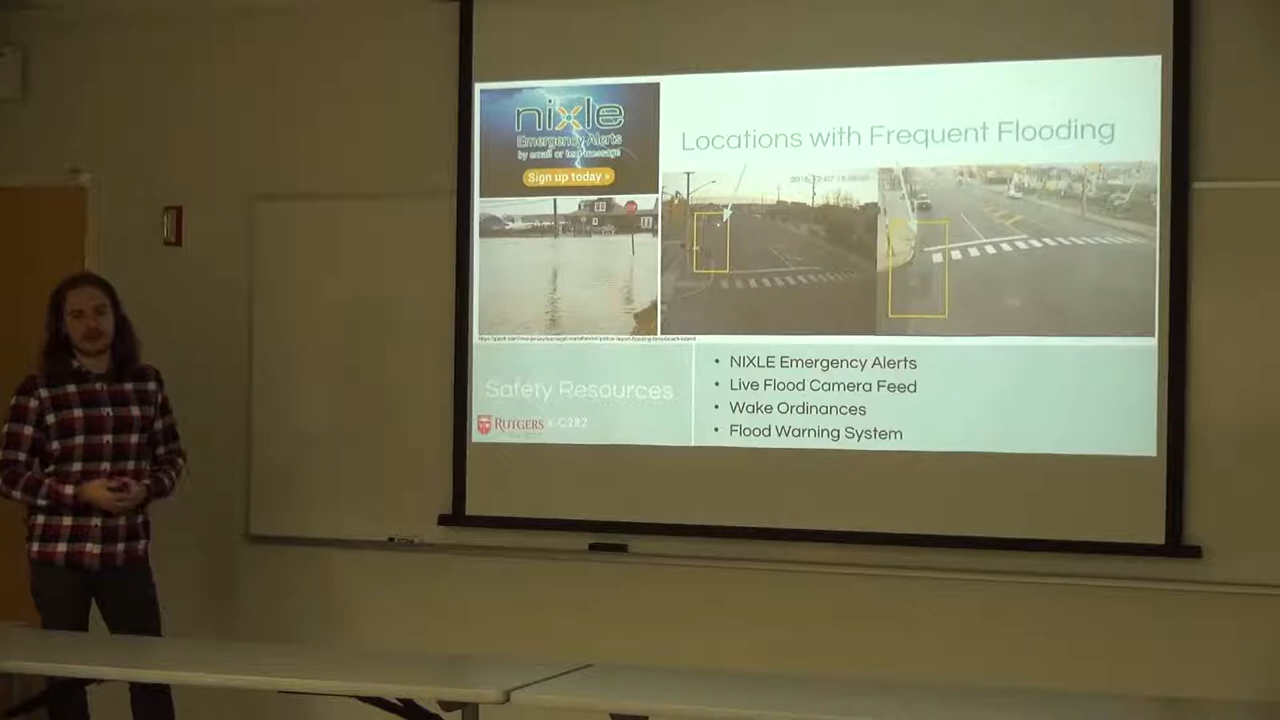 nixle
Emergency Alerts
by email or text message
Sign up today »
Locations with Frequent Flooding
Safety Resources
RUTGERS x C2R2
• NIXLE Emergency Alerts
• Live Flood Camera Feed
• Wake Ordinances
• Flood Warning System